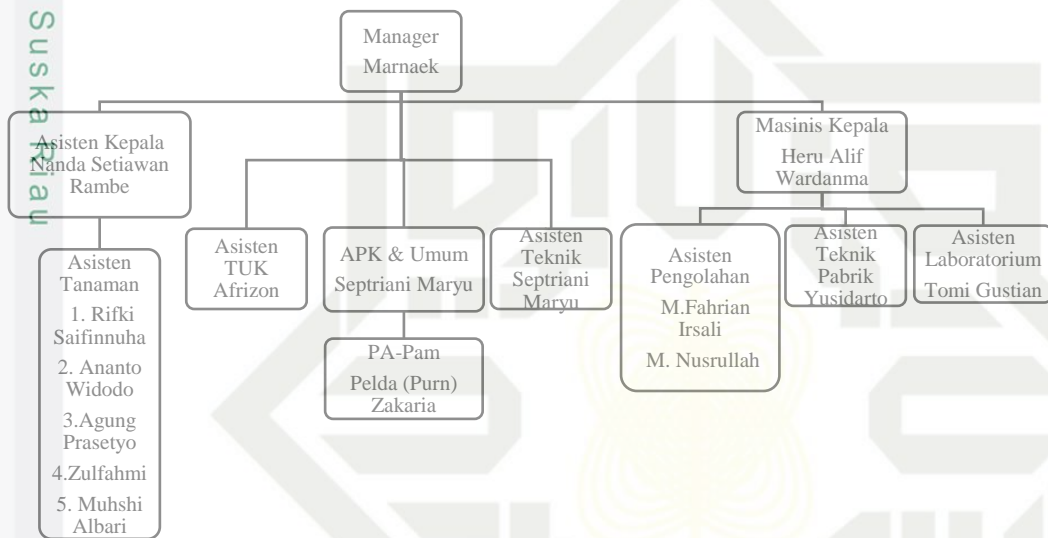 Suska Riau
Manager
Marnaek
Asisten Kepala
Nanda Setiawan
Rambe
Masinis Kepala
Heru Alif
Wardanma
Asisten
Tanaman
1. Rifki
Saifinnuha
2. Ananto
Widodo
3.Agung
Prasetyo
4.Zulfahmi
5. Muhshi
Albari
Asisten
TUK
Afrizon
APK & Umum
Septriani Maryu
PA-Pam
Pelda (Purn)
Zakaria
Asisten
Teknik
Septriani
Maryu
Asisten
Pengolahan
M.Fahrian
Irsali
M. Nusrullah
Asisten
Teknik
Pabrik
Yusidarto
Asisten
Laboratorium
Tomi Gustian